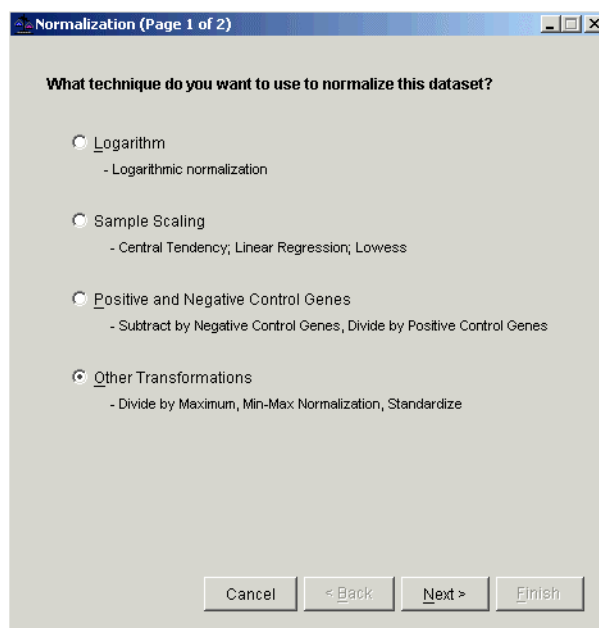 Normalization (Page 1 of 2)
What technique do you want to use to normalize this dataset?
Logarithm
- Logarithmic normalization
Sample Scaling
- Central Tendency; Linear Regression; Lowess
Positive and Negative Control Genes
- Subtract by Negative Control Genes, Divide by Positive Control Genes
Other Transformations
- Divide by Maximum, Min-Max Normalization, Standardize
Cancel < Back Next > Finish